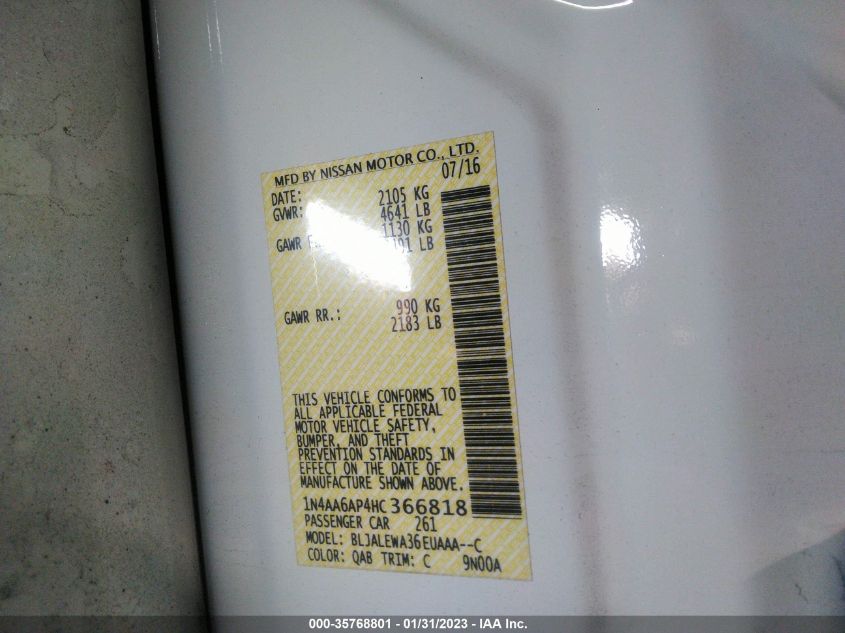 MFD BY NISSAN MOTOR CO., LTD.
DATE: 07/16
GVWR: 2105 KG
4641 LB
GAWR 1130 KG
LB
GAWR RR.: 990 KG
2183 LB
THIS VEHICLE CONFORMS TO
ALL APPLICABLE FEDERAL
MOTOR VEHICLE SAFETY,
BUMPER, AND THEFT
PREVENTION STANDARDS IN
EFFECT ON THE DATE OF
MANUFACTURE SHOWN ABOVE.
1N4AA6AP4HC366818
PASSENGER CAR 261
MODEL: BLJALEWA36EUAAA--C
COLOR: QAB TRIM: C 9N00A
000-35768801 - 01/31/2023 - IAA Inc.